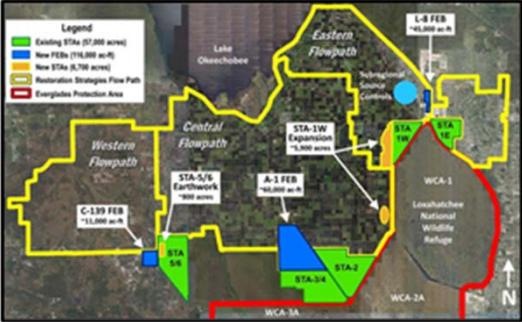 Legend
Existing STAs (57,000 acres)
New FEBs (116,000 ac-ft)
New STAs (6,700 acres)
Restoration Strategies Flow Path
Everglades Protection Area
Lake
Okeechobee
Eastern
Flowpath
L-8 FEB
~45,000 ac-ft
Subregional
Source
Controls
Central
Flowpath
Western
Flowpath
STA-1W
Expansion
~5,900 acres
STA
1W
STA
1E
STA-5/6
Earthwork
~800 acres
A-1 FEB
~60,000 ac-ft
C-139 FEB
~11,000 ac-ft
STA
5/6
STA-2
STA-3/4
WCA-1
Loxahatchee
National
Wildlife
Refuge
WCA-2A
WCA-3A
N